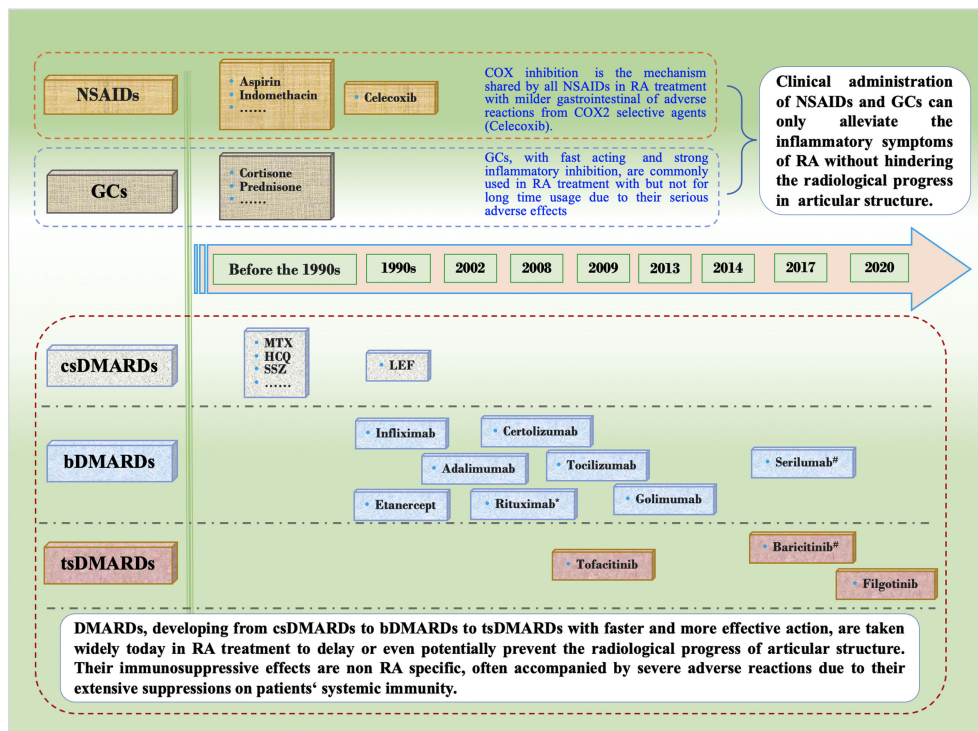 NSAIDs
• Aspirin
• Indomethacin
• ......
• Celecoxib
COX inhibition is the mechanism
shared by all NSAIDs in RA treatment
with milder gastrointestinal of adverse
reactions from COX2 selective agents
(Celecoxib).
GCs
• Cortisone
• Prednisone
• ......
GCs, with fast acting and strong
inflammatory inhibition, are commonly
used in RA treatment with but not for
long time usage due to their serious
adverse effects
Clinical administration
of NSAIDs and GCs can
only alleviate the
inflammatory symptoms
of RA without hindering
the radiological progress
in articular structure.
Before the 1990s
1990s
2002
2008
2009
2013
2014
2017
2020
csDMARDs
• MTX
• HCQ
• SSZ
• ......
• LEF
bDMARDs
• Infliximab
• Certolizumab
• Adalimumab
• Tocilizumab
• Serilumab#
• Etanercept
• Rituximab*
• Golimumab
tsDMARDs
• Tofacitinib
• Baricitinib#
• Filgotinib
DMARDs, developing from csDMARDs to bDMARDs to tsDMARDs with faster and more effective action, are taken
widely today in RA treatment to delay or even potentially prevent the radiological progress of articular structure.
Their immunosuppressive effects are non RA specific, often accompanied by severe adverse reactions due to their
extensive suppressions on patients‘ systemic immunity.